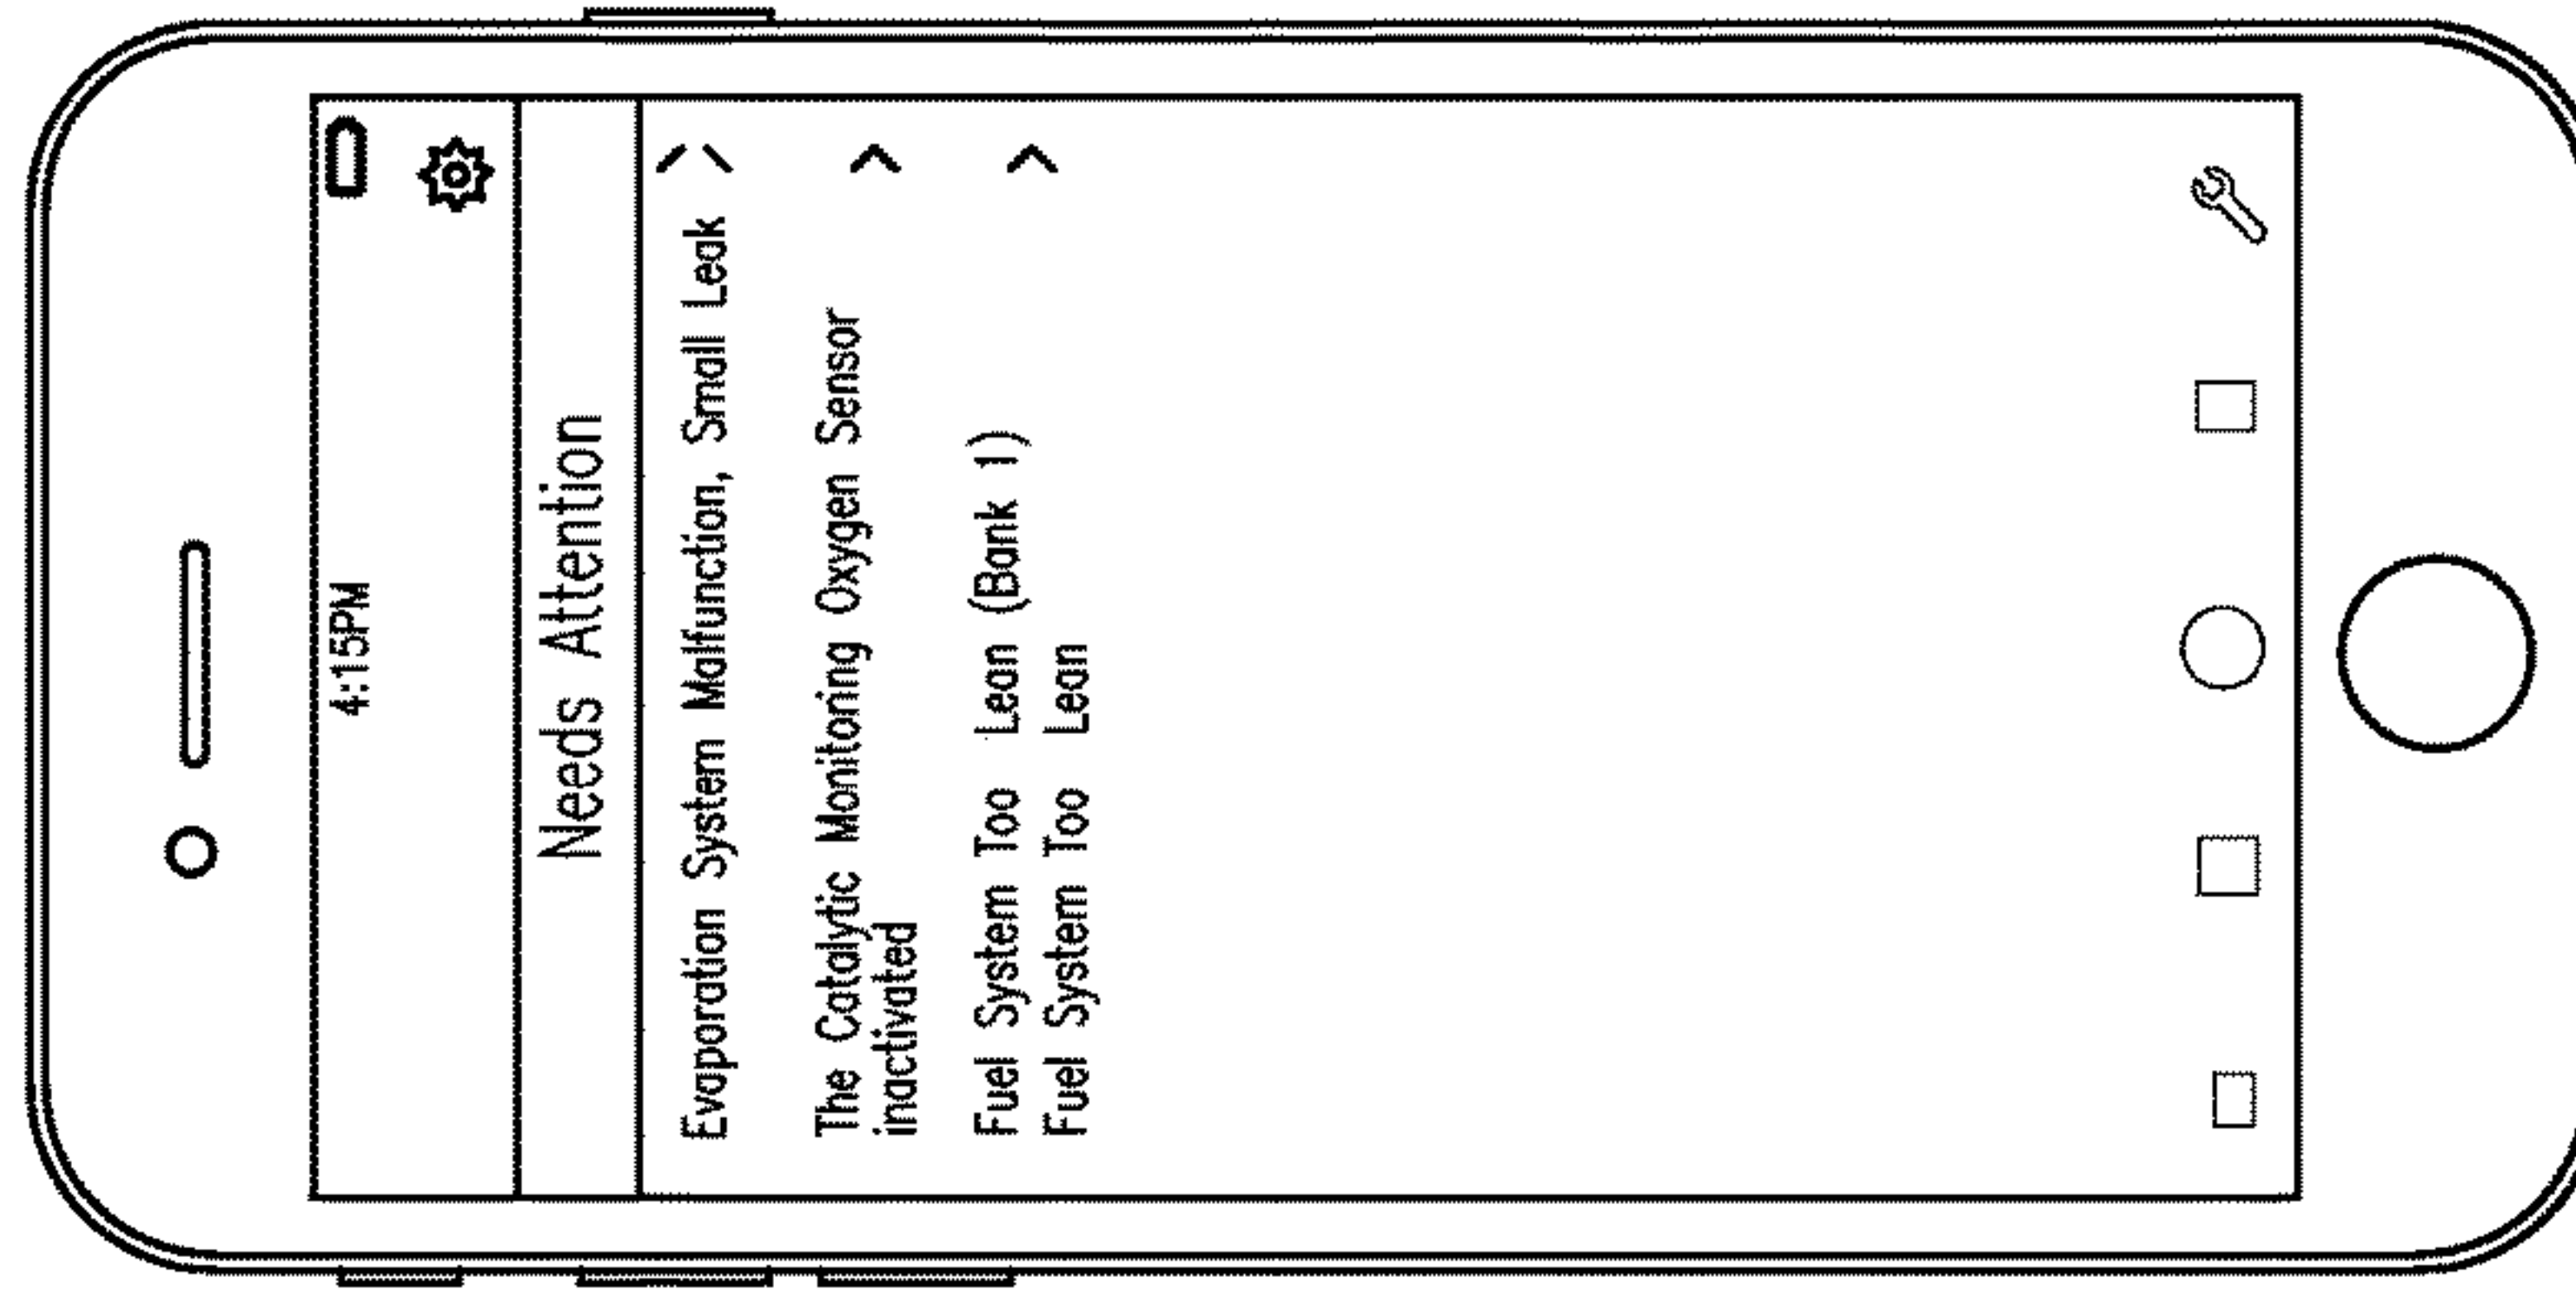 4:15PM
Needs Attention
Evaporation System Malfunction, Small Leak
The Catalytic Monitoring Oxygen Sensor
inactivated
Fuel System Too Lean (Bank 1)
Fuel System Too Lean